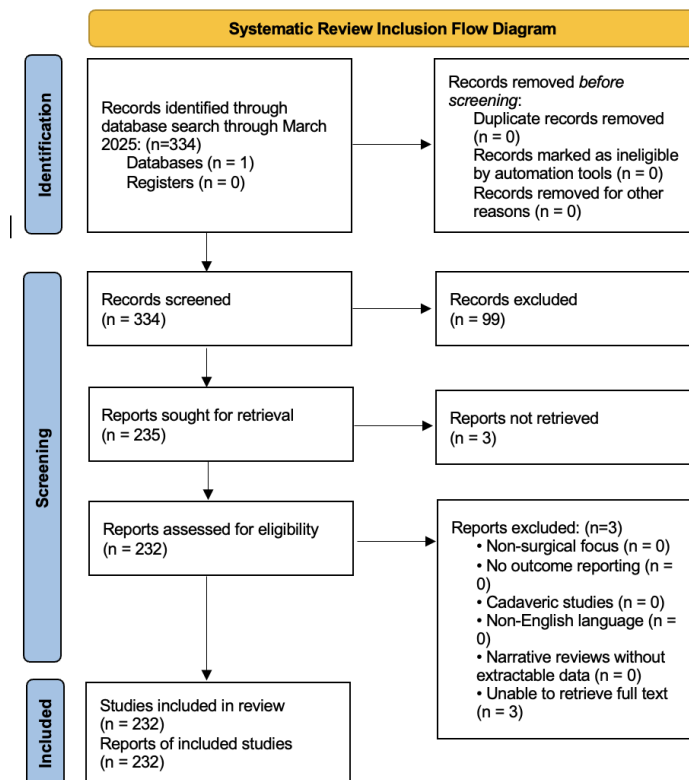 Systematic Review Inclusion Flow Diagram
Identification
Records identified through
database search through March
2025: (n=334)
Databases (n = 1)
Registers (n = 0)
Records removed before
screening:
Duplicate records removed
(n = 0)
Records marked as ineligible
by automation tools (n = 0)
Records removed for other
reasons (n = 0)
Screening
Records screened
(n = 334)
Records excluded
(n = 99)
Reports sought for retrieval
(n = 235)
Reports not retrieved
(n = 3)
Reports assessed for eligibility
(n = 232)
Reports excluded: (n=3)
• Non-surgical focus (n = 0)
• No outcome reporting (n =
0)
• Cadaveric studies (n = 0)
• Non-English language (n =
0)
• Narrative reviews without
extractable data (n = 0)
• Unable to retrieve full text
(n = 3)
Included
Studies included in review
(n = 232)
Reports of included studies
(n = 232)